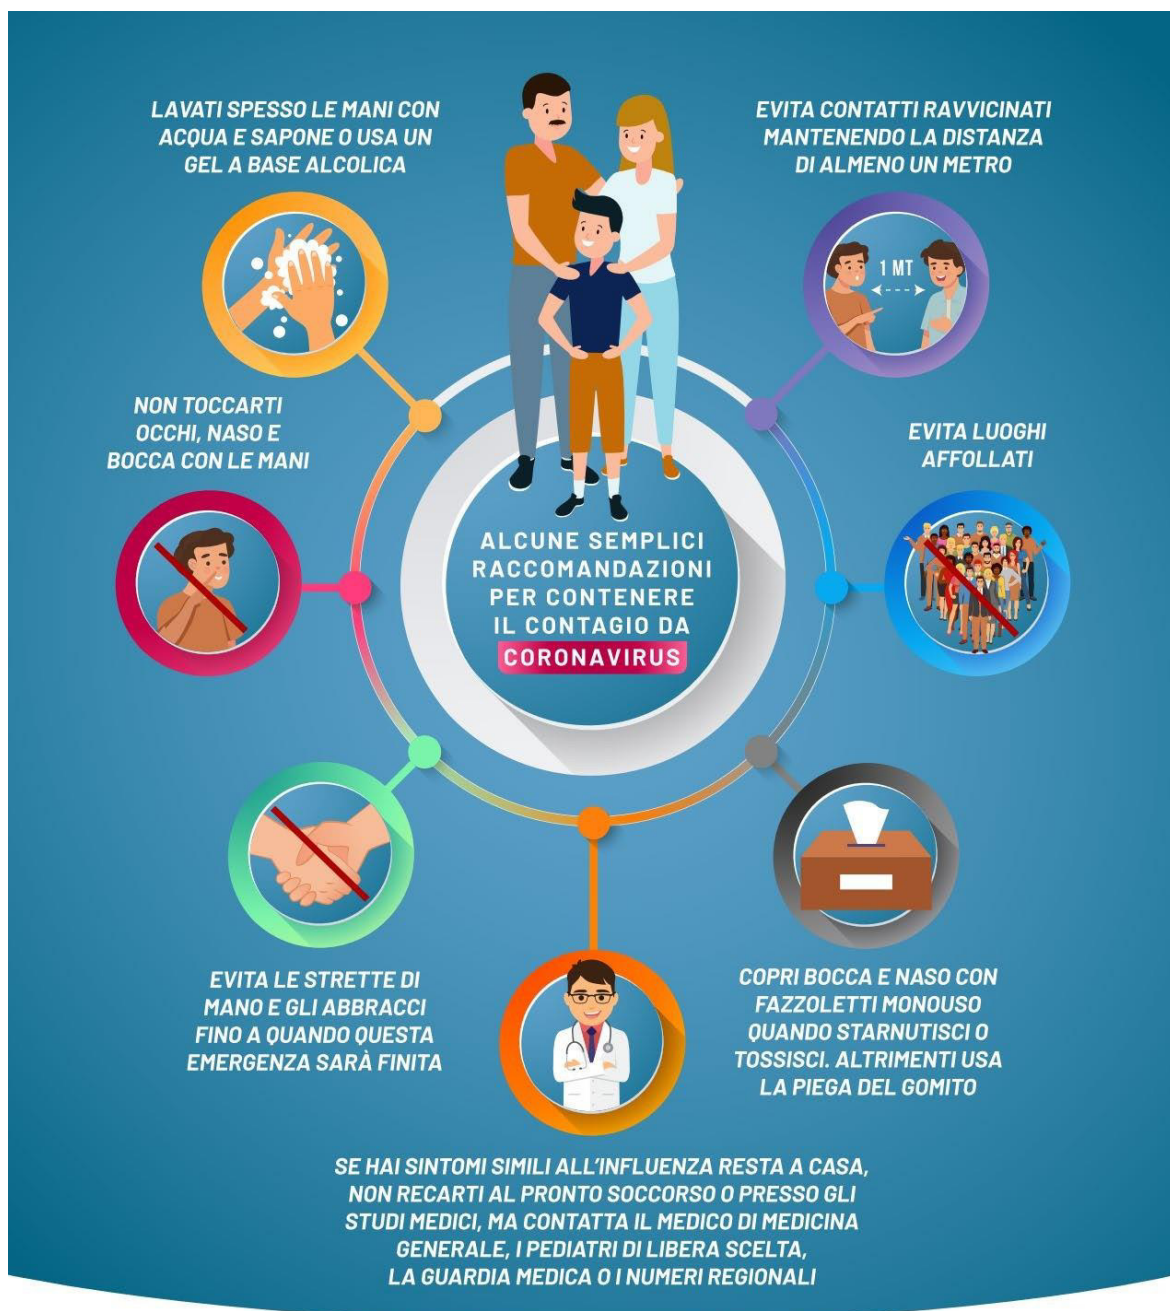 LAVATI SPESSO LE MANI CON
ACQUA E SAPONE O USA UN
GEL A BASE ALCOLICA
EVITA CONTATTI RAVVICINATI
MANTENENDO LA DISTANZA
DI ALMENO UN METRO
1 MT
NON TOCCARTI
OCCHI, NASO E
BOCCA CON LE MANI
EVITA LUOGHI
AFFOLLATI
ALCUNE SEMPLICI
RACCOMANDAZIONI
PER CONTENERE
IL CONTAGIO DA
CORONAVIRUS
EVITA LE STRETTE DI
MANO E GLI ABBRACCI
FINO A QUANDO QUESTA
EMERGENZA SARÀ FINITA
COPRI BOCCA E NASO CON
FAZZOLETTI MONOUSO
QUANDO STARNUTISCI O
TOSSISCI. ALTRIMENTI USA
LA PIEGA DEL GOMITO
SE HAI SINTOMI SIMILI ALL'INFLUENZA RESTA A CASA,
NON RECARTI AL PRONTO SOCCORSO O PRESSO GLI
STUDI MEDICI, MA CONTATTA IL MEDICO DI MEDICINA
GENERALE, I PEDIATRI DI LIBERA SCELTA,
LA GUARDIA MEDICA O I NUMERI REGIONALI